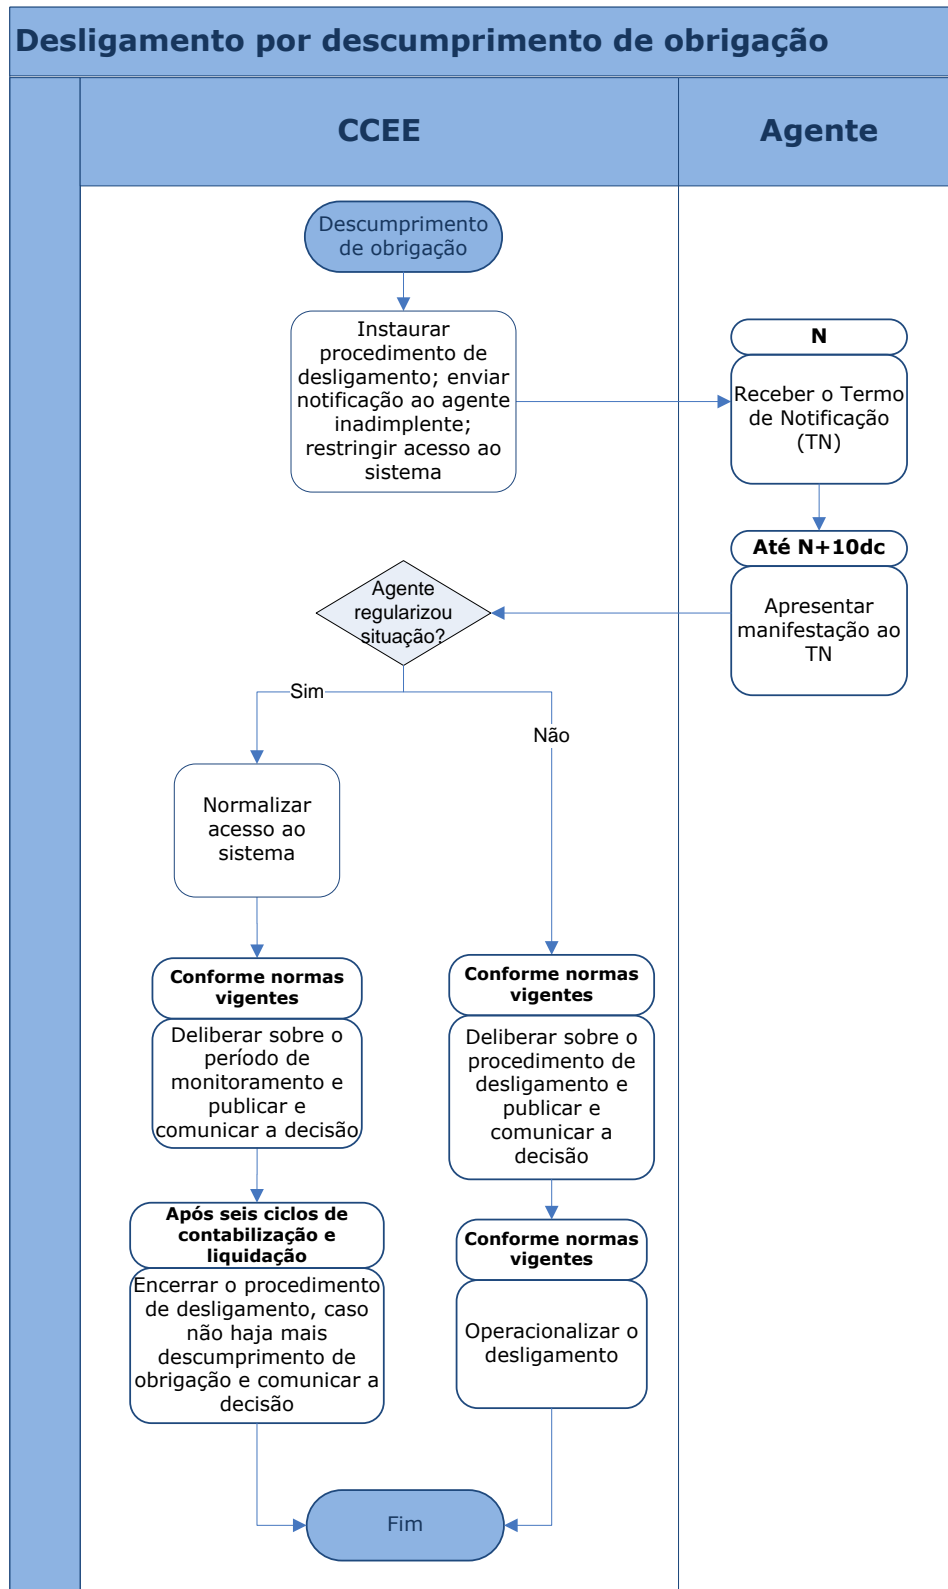 Desligamento por descumprimento de obrigação
CCEE
Agente
Descumprimento
de obrigação
Instaurar
procedimento de
desligamento; enviar
notificação ao agente
inadimplente;
restringir acesso ao
sistema
N
Receber o Termo
de Notificação
(TN)
Até N+10dc
Apresentar
manifestação ao
TN
Agente
regularizou
situação?
Sim
Não
Normalizar
acesso ao
sistema
Conforme normas
vigentes
Deliberar sobre o
período de
monitoramento e
publicar e
comunicar a decisão
Conforme normas
vigentes
Deliberar sobre o
procedimento de
desligamento e
publicar e
comunicar a
decisão
Após seis ciclos de
contabilização e
liquidação
Encerrar o procedimento
de desligamento, caso
não haja mais
descumprimento de
obrigação e comunicar a
decisão
Conforme normas
vigentes
Operacionalizar o
desligamento
Fim